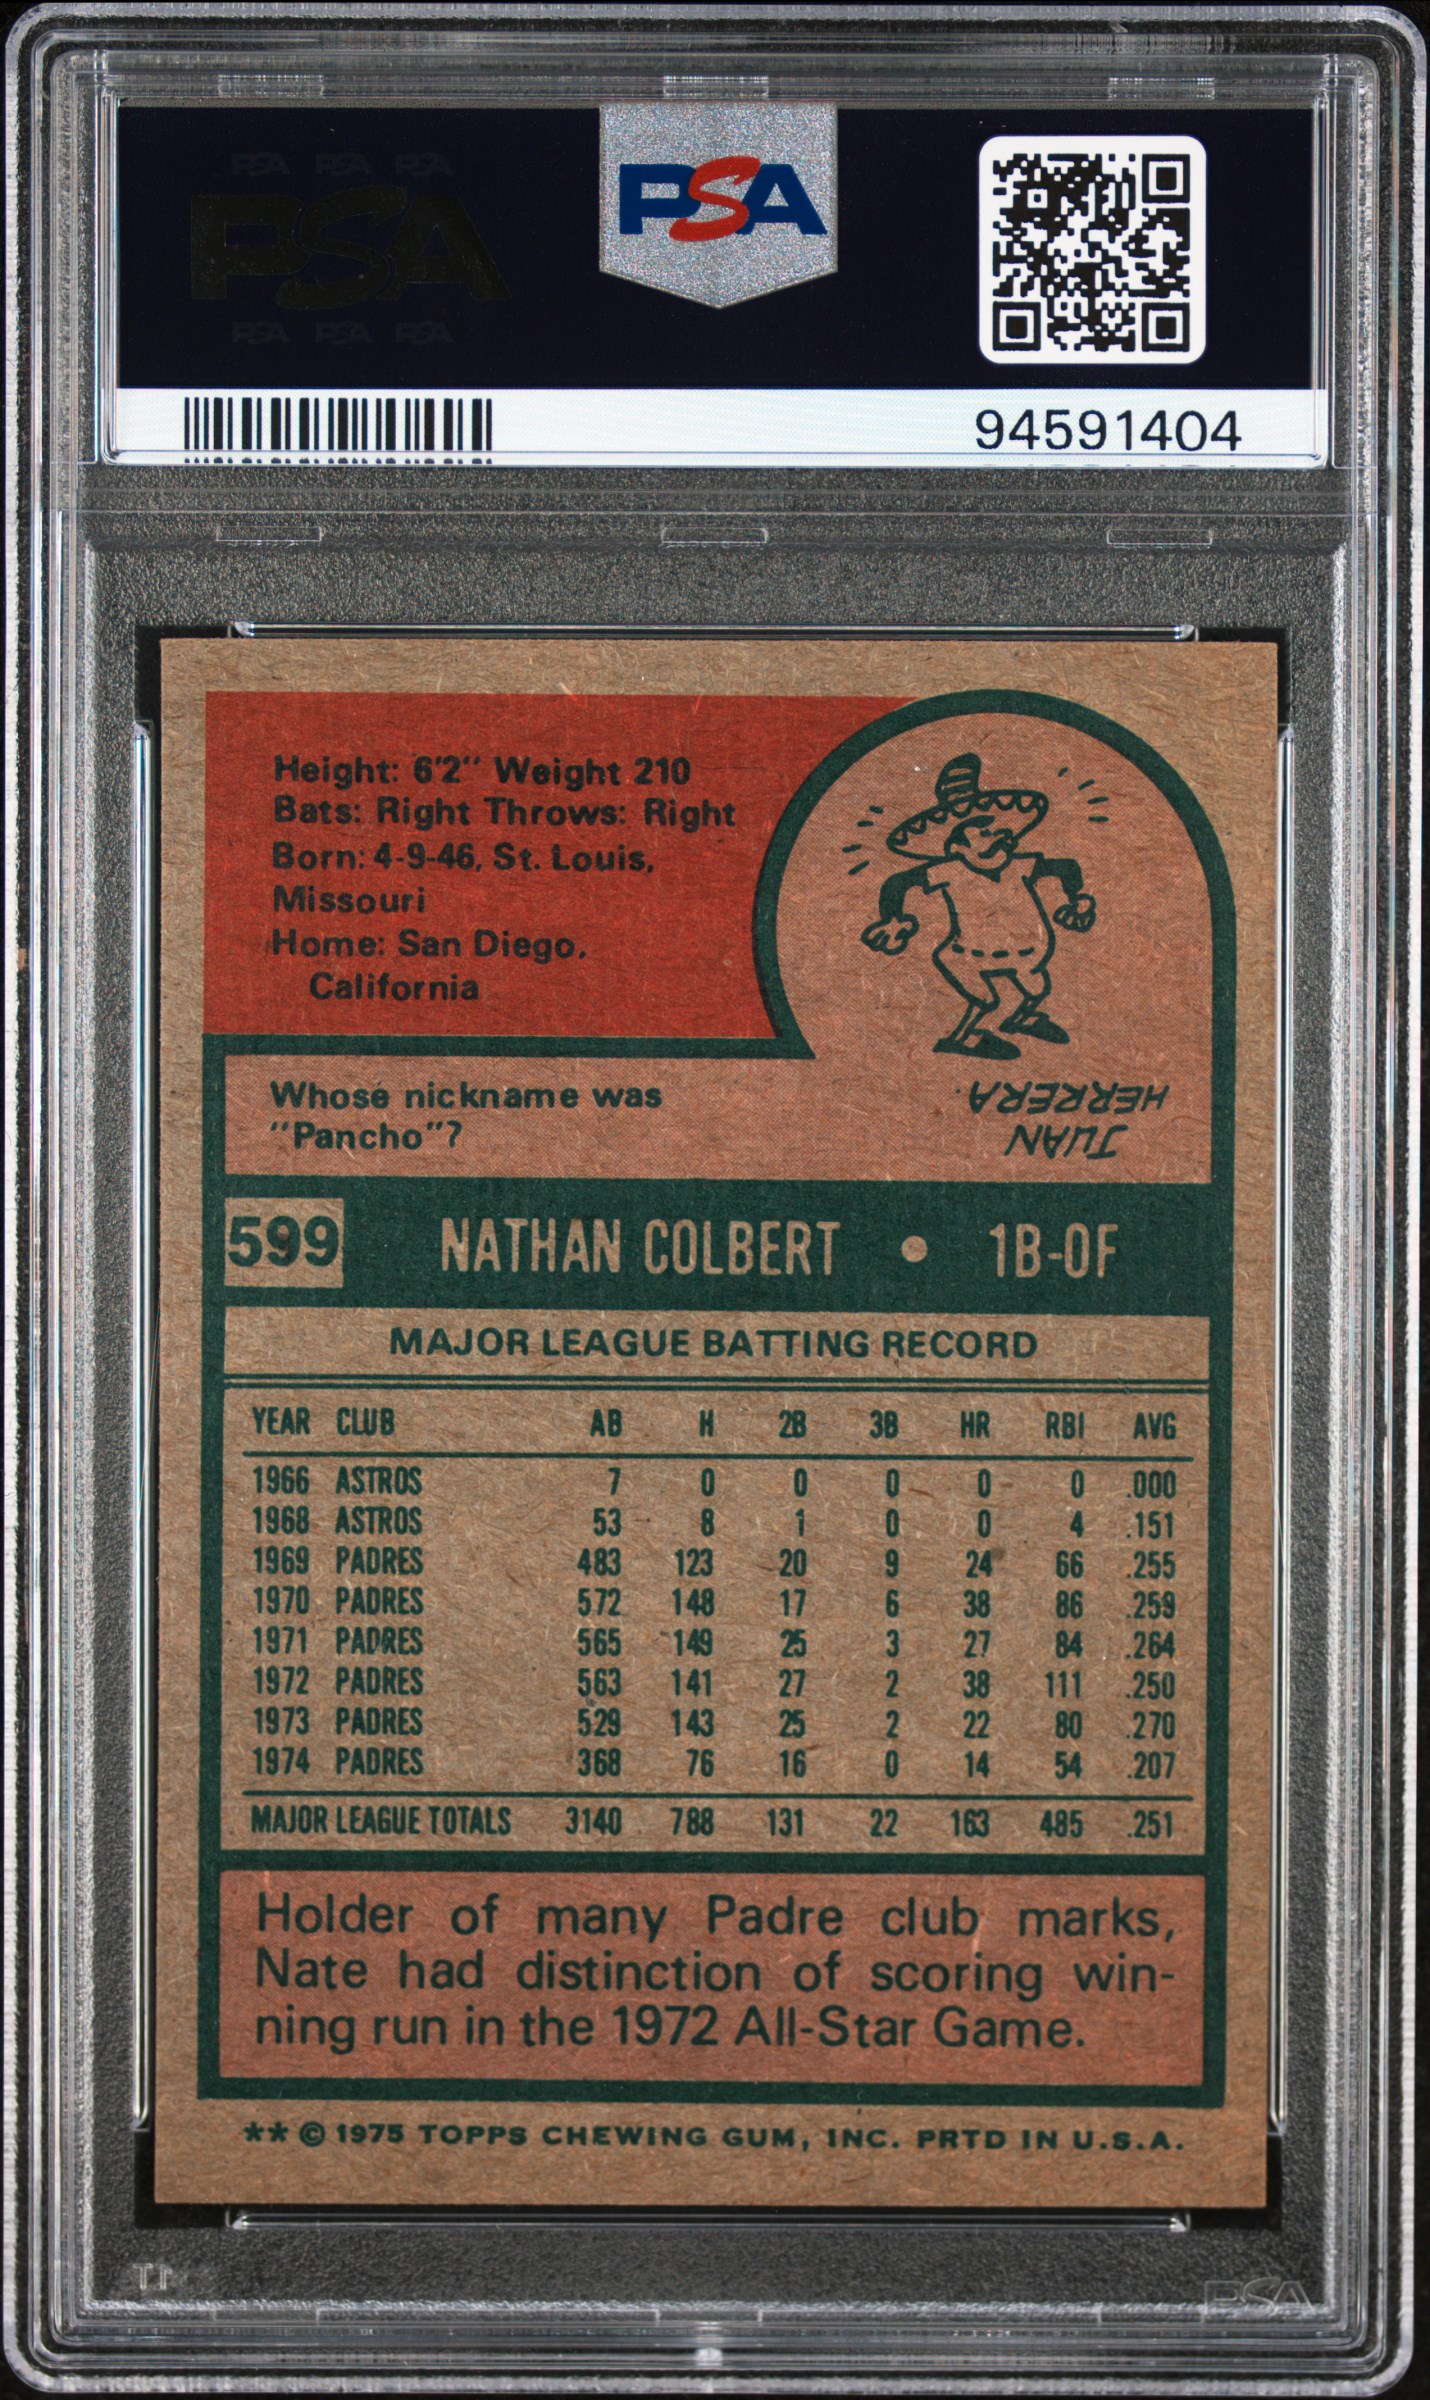 PSA PSA PSA
PSA
PSA PSA PSA
PSA
94591404
Height: 6'2" Weight 210
Bats: Right Throws: Right
Born: 4-9-46, St. Louis,
Missouri
Home: San Diego,
California
Whose nickname was
"Pancho"?
JUAN
HERRERA.
599 NATHAN COLBERT • 1B-OF
MAJOR LEAGUE BATTING RECORD
YEAR CLUB AB H 2B 3B HR RBI AVG
1966 ASTROS 7 0 0 0 0 0 .000
1968 ASTROS 53 8 1 0 0 4 .151
1969 PADRES 483 123 20 9 24 66 .255
1970 PADRES 572 148 17 6 38 86 .259
1971 PADRES 565 149 25 3 27 84 .264
1972 PADRES 563 141 27 2 38 111 .250
1973 PADRES 529 143 25 2 22 80 .270
1974 PADRES 368 76 16 0 14 54 .207
MAJOR LEAGUE TOTALS 3140 788 131 22 163 485 .251
Holder of many Padre club marks,
Nate had distinction of scoring win-
ning run in the 1972 All-Star Game.
** © 1975 TOPPS CHEWING GUM, INC. PRTD IN U.S.A.
PSA